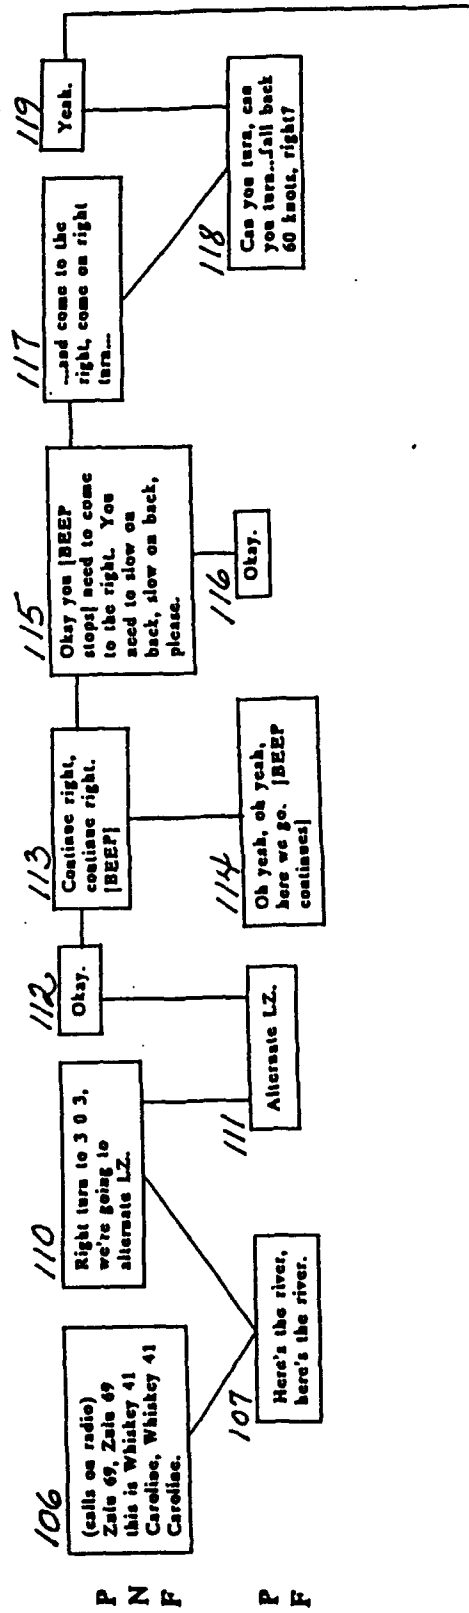 P
N
F
106
(calls on radio)
Zulu 69, Zulu 69
this is Whiskey 41
Caroline, Whiskey 41
Caroline.
P
F
107
Here's the river,
here's the river.
110
Right turn to 3 0 3,
we're going to
alternate LZ.
111
Alternate LZ.
112
Okay.
113
Continue right,
continue right.
[BEEP]
114
Oh yeah, oh yeah,
here we go. [BEEP
continues]
115
Okay you [BEEP
stops] need to come
to the right. You
need to slow on
back, slow on back,
please.
116
Okay.
117
...and come to the
right, come on right
turn...
118
Can you turn, can
you turn...fall back
60 knots, right?
119
Yeah.